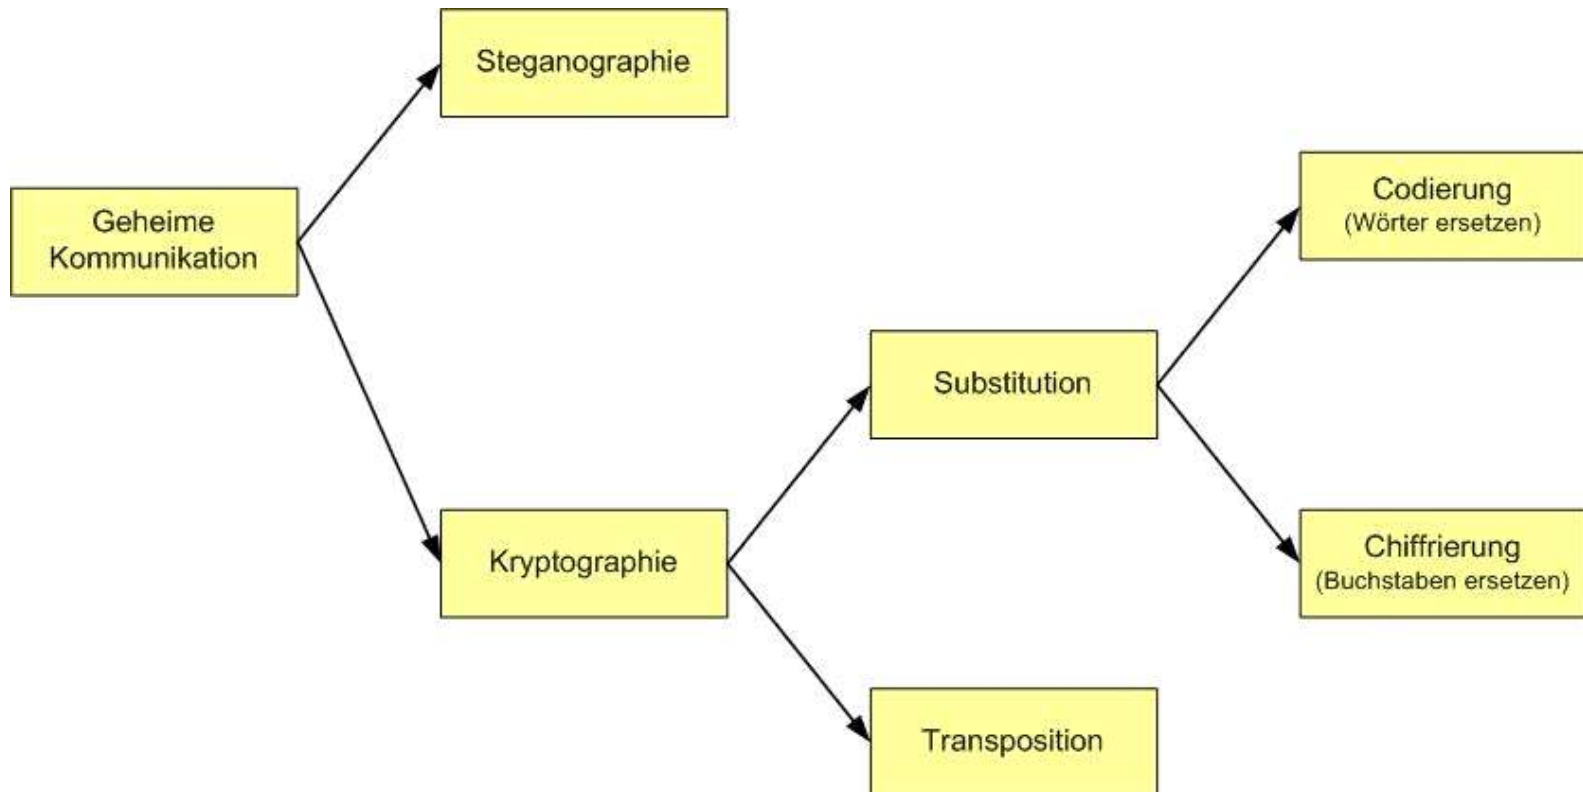 Steganographie
Geheime
Kommunikation
Codierung
(Wörter ersetzen)
Substitution
Kryptographie
Chiffrierung
(Buchstaben ersetzen)
Transposition